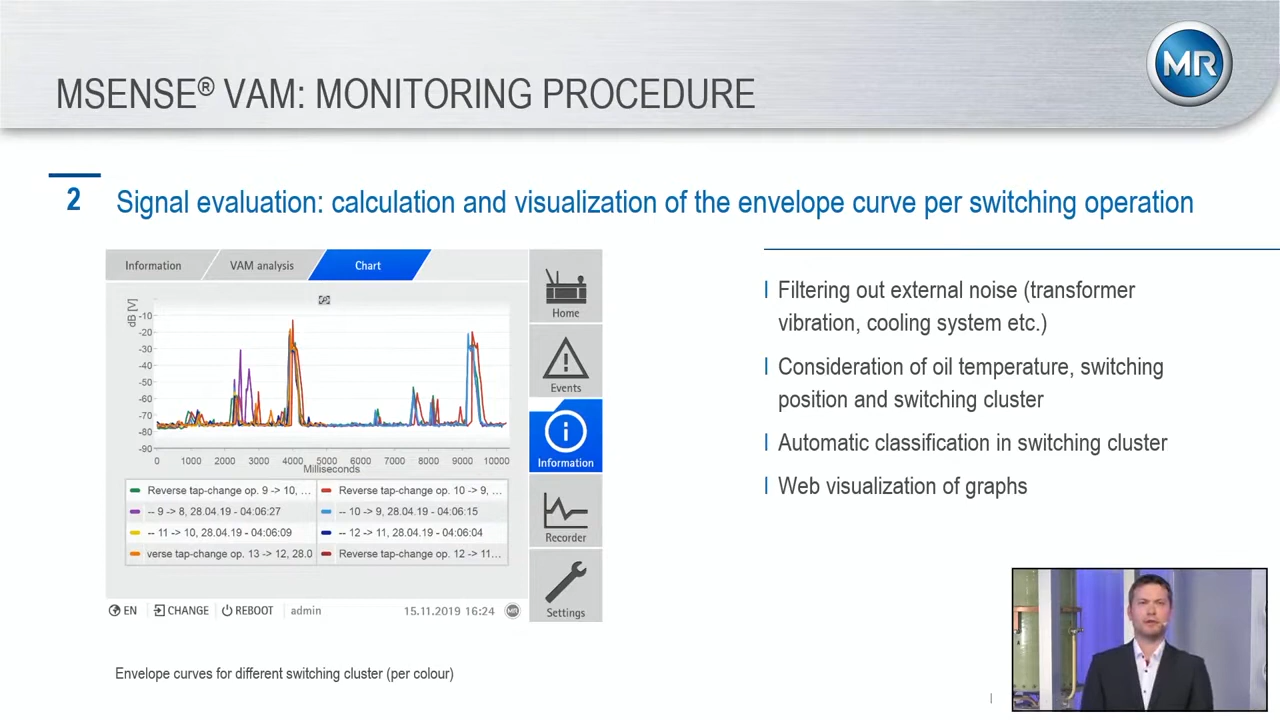 MSENSE® VAM: MONITORING PROCEDURE
MR
2
Signal evaluation: calculation and visualization of the envelope curve per switching operation
Information
VAM analysis
Chart
dB [V]
-10
-20
-30
-40
-50
-60
-70
-80
-90
0 1000 2000 3000 4000 5000 6000 7000 8000 9000 10000
Milliseconds
Reverse tap-change op. 9 -> 10, ...
Reverse tap-change op. 10 -> 9, ...
-- 9 -> 8, 28.04.19 - 04:06:27
-- 10 -> 9, 28.04.19 - 04:06:15
-- 11 -> 10, 28.04.19 - 04:06:09
-- 12 -> 11, 28.04.19 - 04:06:04
verse tap-change op. 13 -> 12, 28.0
Reverse tap-change op. 12 -> 11...
EN
CHANGE
REBOOT
admin
15.11.2019 16:24
MR
Home
Events
Information
Recorder
Settings
Envelope curves for different switching cluster (per colour)
Filtering out external noise (transformer
vibration, cooling system etc.)
Consideration of oil temperature, switching
position and switching cluster
Automatic classification in switching cluster
Web visualization of graphs